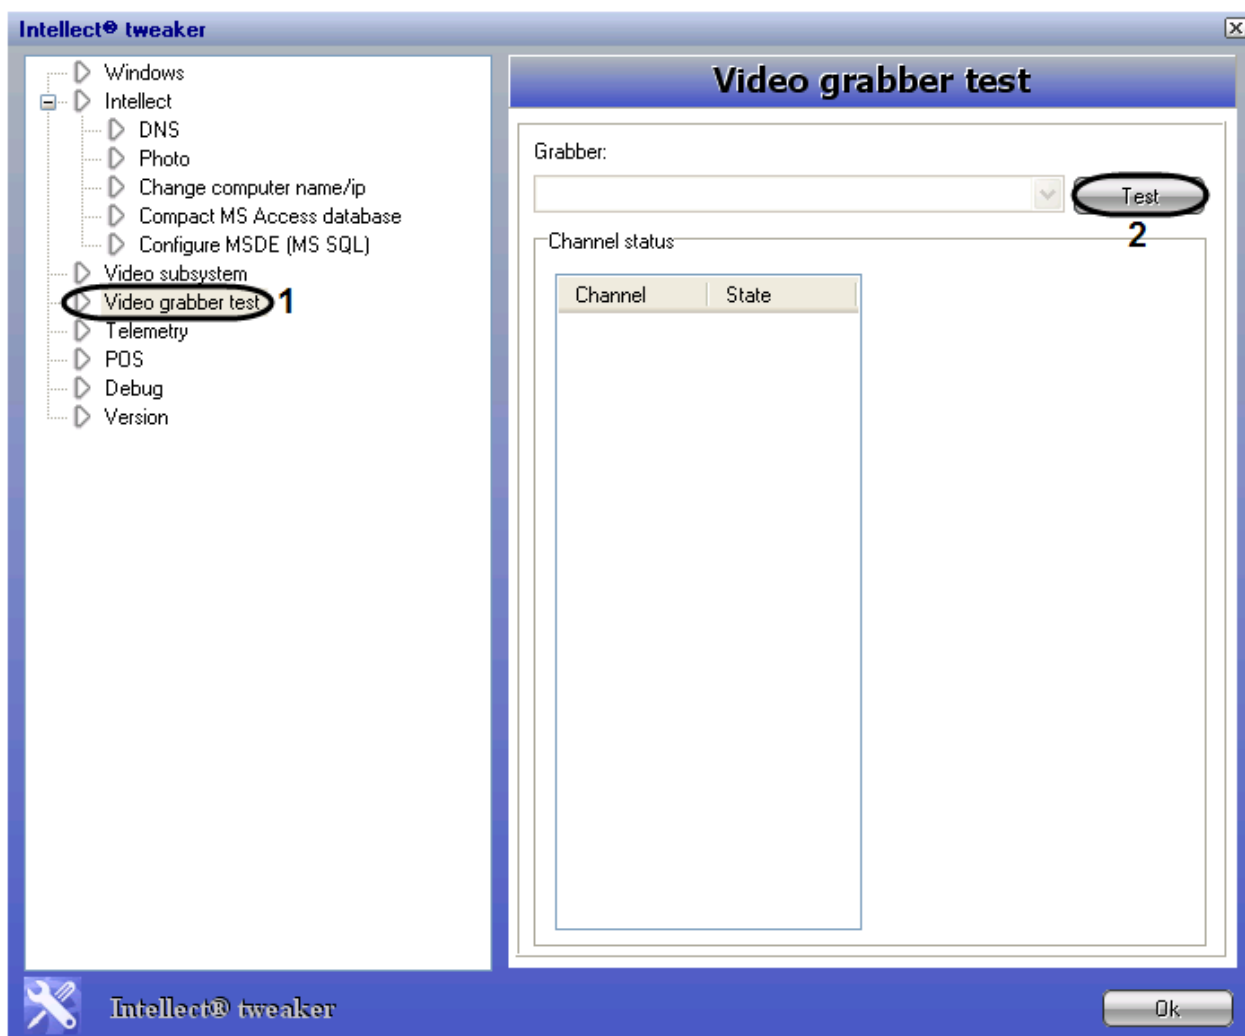 Intellect® tweaker
Windows
Intellect
DNS
Photo
Change computer name/ip
Compact MS Access database
Configure MSDE (MS SQL)
Video subsystem
Video grabber test 1
Telemetry
POS
Debug
Version
Video grabber test
Grabber:
Test
2
Channel status
Channel State
Intellect® tweaker
Ok